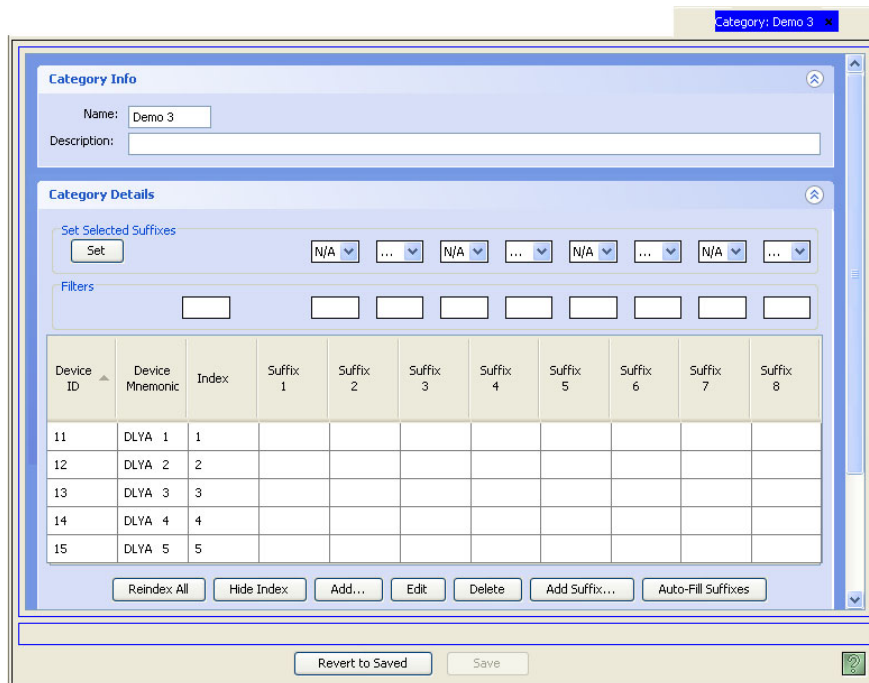 Category: Demo 3 ×
Category Info
Name: Demo 3
Description:
Category Details
Set Selected Suffixes
Set N/A ... N/A ... N/A ... N/A ...
Filters
Device ID Device Mnemonic Index Suffix 1 Suffix 2 Suffix 3 Suffix 4 Suffix 5 Suffix 6 Suffix 7 Suffix 8
11 DLYA 1 1
12 DLYA 2 2
13 DLYA 3 3
14 DLYA 4 4
15 DLYA 5 5
Reindex All Hide Index Add... Edit Delete Add Suffix... Auto-Fill Suffixes
Revert to Saved Save ?